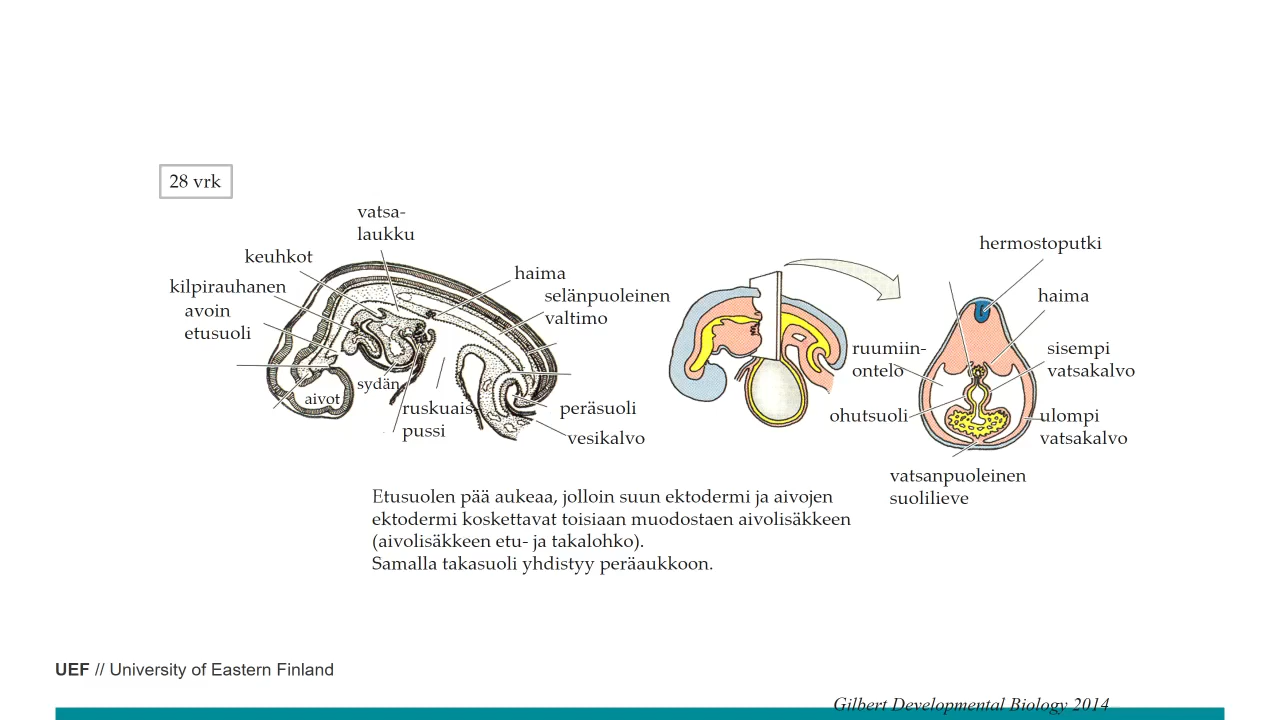 28 vrk
vatsa-
laukku
keuhkot
kilpirauhanen
avoin
etusuoli
haima
selänpuoleinen
valtimo
sydän
aivot
ruskuais
pussi
peräsuoli
vesikalvo
hermostoputki
haima
ruumiin-
ontelo
sisempi
vatsakalvo
ohutsuoli
ulompi
vatsakalvo
vatsanpuoleinen
suolilieve
Etusuolen pää aukeaa, jolloin suun ektodermi ja aivojen
ektodermi koskettavat toisiaan muodostaen aivolisäkkeen
(aivolisäkkeen etu- ja takalohko).
Samalla takasuoli yhdistyy peräaukkoon.
UEF // University of Eastern Finland
Gilbert Developmental Biology 2014